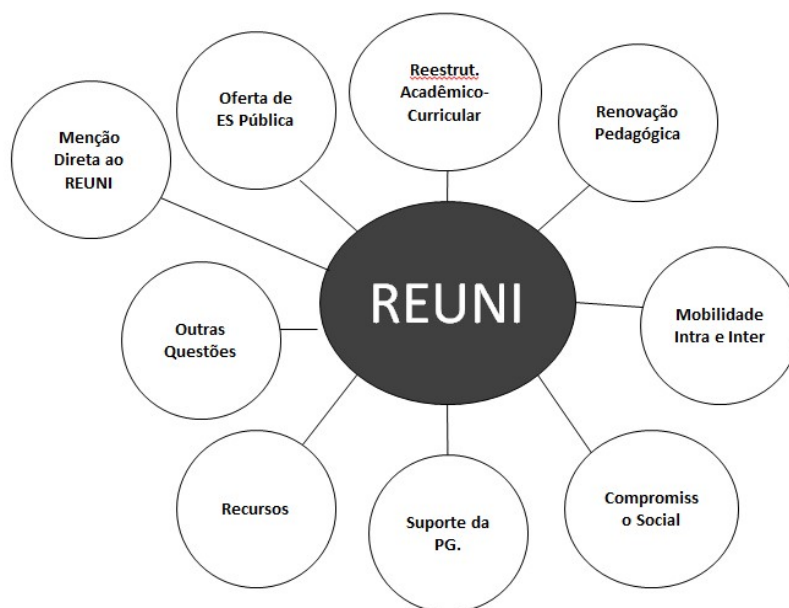 Reestrut.
Acadêmico-
Curricular
Oferta de
ES Pública
Renovação
Pedagógica
Menção
Direta ao
REUNI
REUNI
Outras
Questões
Mobilidade
Intra e Inter
Recursos
Suporte da
PG.
Compromiss
o Social